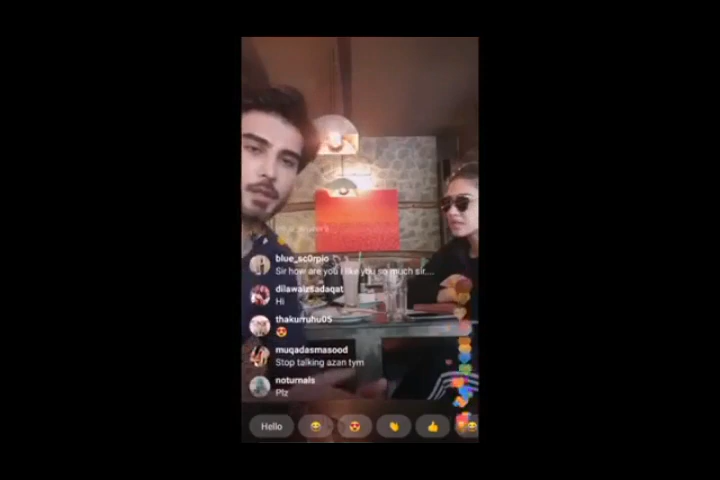 blue_sc0rpio
Sir how are you I like you so much sir....
dilawaizsadaqat
Hi
thakurruhu05
😍
muqadasmasood
Stop talking azan tym
noturnals
Plz
Hello